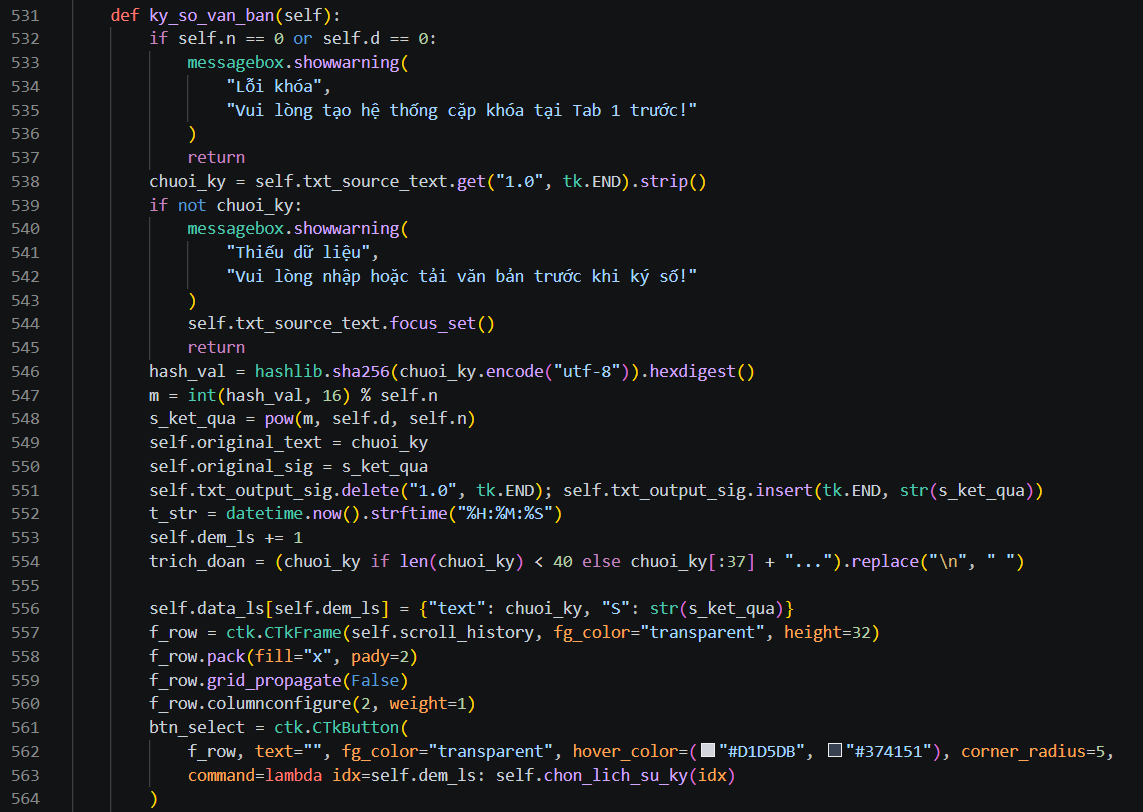 531 def ky_so_van_ban(self):
532 if self.n == 0 or self.d == 0:
533 messagebox.showwarning(
534 "Lỗi khóa",
535 "Vui lòng tạo hệ thống cặp khóa tại Tab 1 trước!"
536 )
537 return
538 chuoi_ky = self.txt_source_text.get("1.0", tk.END).strip()
539 if not chuoi_ky:
540 messagebox.showwarning(
541 "Thiếu dữ liệu",
542 "Vui lòng nhập hoặc tải văn bản trước khi ký số!"
543 )
544 self.txt_source_text.focus_set()
545 return
546 hash_val = hashlib.sha256(chuoi_ky.encode("utf-8")).hexdigest()
547 m = int(hash_val, 16) % self.n
548 s_ket_qua = pow(m, self.d, self.n)
549 self.original_text = chuoi_ky
550 self.original_sig = s_ket_qua
551 self.txt_output_sig.delete("1.0", tk.END); self.txt_output_sig.insert(tk.END, str(s_ket_qua))
552 t_str = datetime.now().strftime("%H:%M:%S")
553 self.dem_ls += 1
554 trich_doan = (chuoi_ky if len(chuoi_ky) < 40 else chuoi_ky[:37] + "...").replace("\n", " ")
555
556 self.data_ls[self.dem_ls] = {"text": chuoi_ky, "S": str(s_ket_qua)}
557 f_row = ctk.CTkFrame(self.scroll_history, fg_color="transparent", height=32)
558 f_row.pack(fill="x", pady=2)
559 f_row.grid_propagate(False)
560 f_row.columnconfigure(2, weight=1)
561 btn_select = ctk.CTkButton(
562 f_row, text="", fg_color="transparent", hover_color=("#D1D5DB", "#374151"), corner_radius=5,
563 command=lambda idx=self.dem_ls: self.chon_lich_su_ky(idx)
564 )